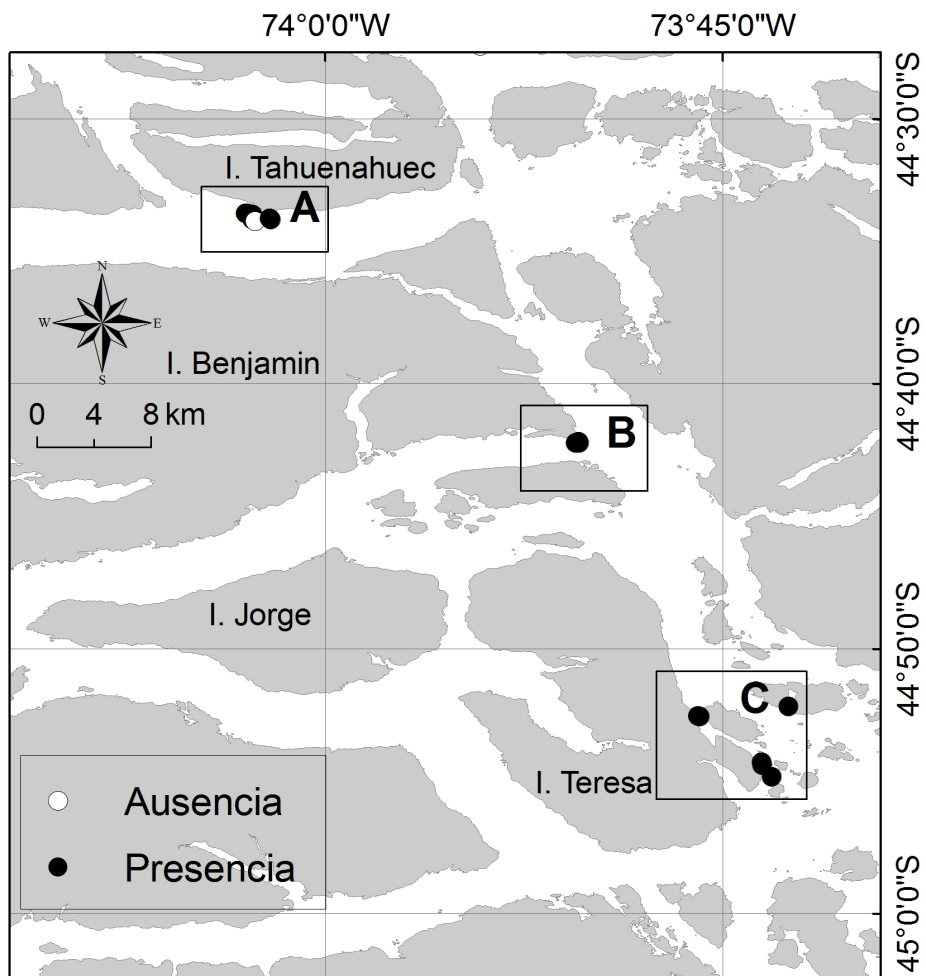 74°0'0"W 73°45'0"W
44°30'0"S
I. Tahuenahuec
A
N
W E
S
I. Benjamin
44°40'0"S
0 4 8 km
B
I. Jorge
44°50'0"S
C
I. Teresa
Ausencia
Presencia
45°0'0"S